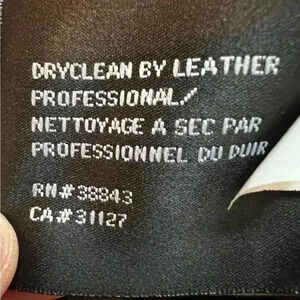 DRYCLEAN BY LEATHER
PROFESSIONAL/
NETTOYAGE A SEC PAR
PROFESSIONNEL DU DUIR
RN#38843
CA#31127